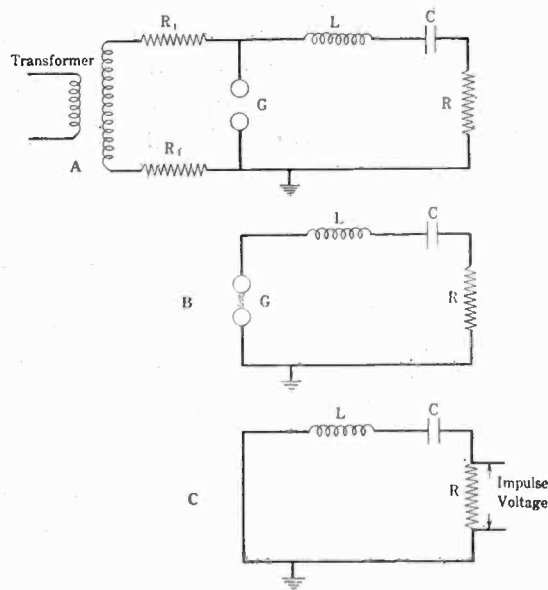 R₁ L C
Transformer
G R
A
R₁
L C
B G R
L C
C R Impulse
Voltage